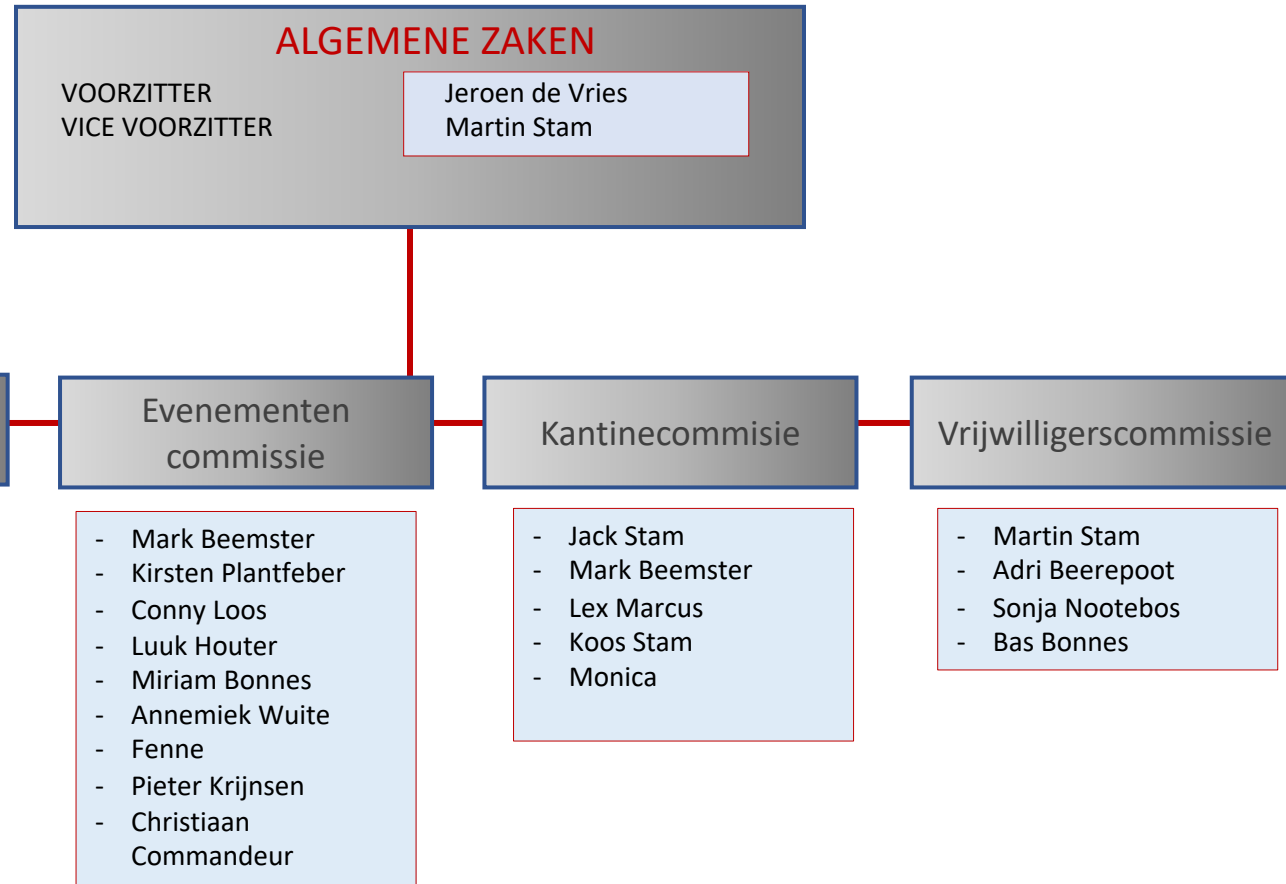 ALGEMENE ZAKEN
VOORZITTER Jeroen de Vries
VICE VOORZITTER Martin Stam
Evenementen
commissie
- Mark Beemster
- Kirsten Plantfeber
- Conny Loos
- Luuk Houter
- Miriam Bonnes
- Annemiek Wuite
- Fenne
- Pieter Krijnsen
- Christiaan
Commandeur
Kantinecommisie
- Jack Stam
- Mark Beemster
- Lex Marcus
- Koos Stam
- Monica
Vrijwilligerscommissie
- Martin Stam
- Adri Beerepoot
- Sonja Nootebos
- Bas Bonnes